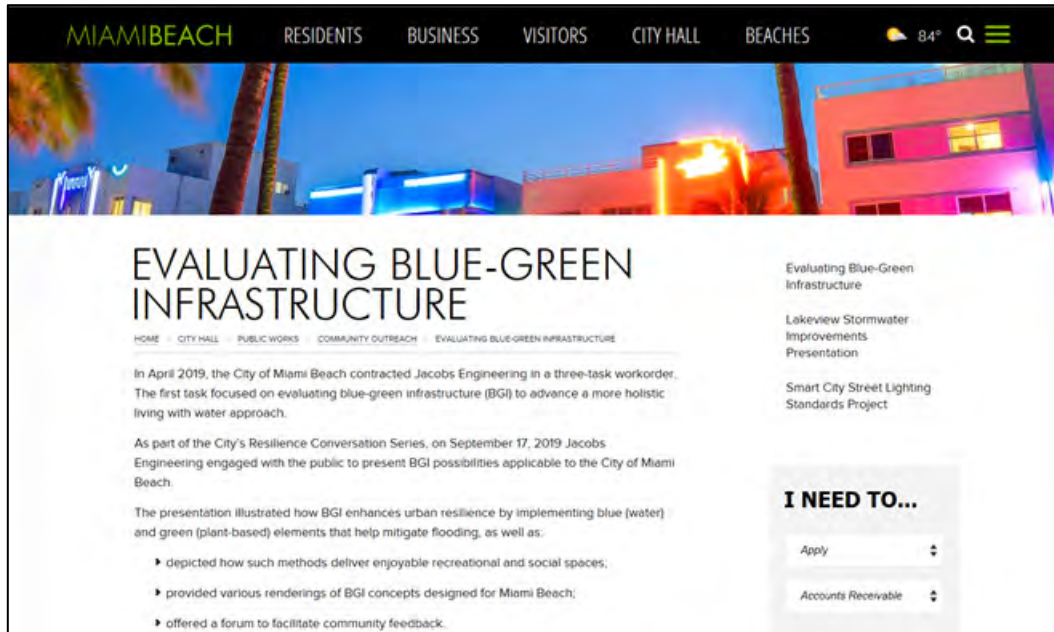 MIAMIBEACH RESIDENTS BUSINESS VISITORS CITY HALL BEACHES 84°
EVALUATING BLUE-GREEN
INFRASTRUCTURE
HOME CITY HALL PUBLIC WORKS COMMUNITY OUTREACH EVALUATING BLUE-GREEN INFRASTRUCTURE
In April 2019, the City of Miami Beach contracted Jacobs Engineering in a three-task workorder.
The first task focused on evaluating blue-green infrastructure (BGI) to advance a more holistic
living with water approach.
As part of the City's Resilience Conversation Series, on September 17, 2019 Jacobs
Engineering engaged with the public to present BGI possibilities applicable to the City of Miami
Beach.
The presentation illustrated how BGI enhances urban resilience by implementing blue (water)
and green (plant-based) elements that help mitigate flooding, as well as:
depicted how such methods deliver enjoyable recreational and social spaces;
provided various renderings of BGI concepts designed for Miami Beach;
offered a forum to facilitate community feedback.
Evaluating Blue-Green
Infrastructure
Lakeview Stormwater
Improvements
Presentation
Smart City Street Lighting
Standards Project
I NEED TO...
Apply
Accounts Receivable